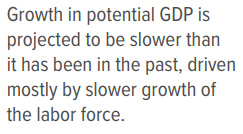 Growth in potential GDP is
projected to be slower than
it has been in the past, driven
mostly by slower growth of
the labor force.